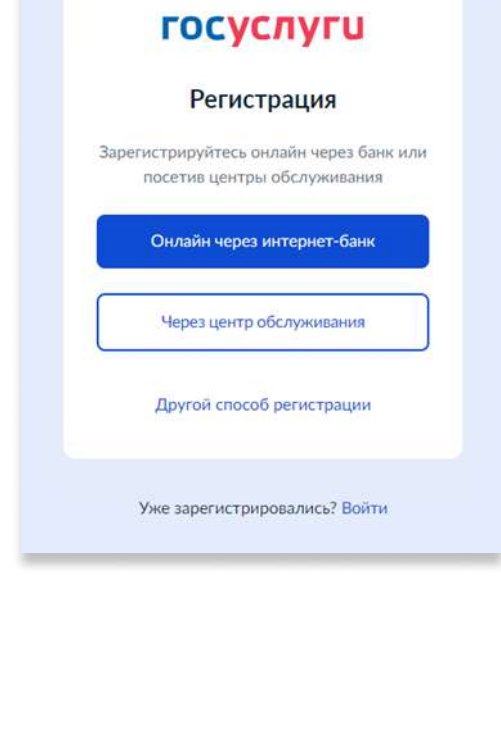 госуслуги
Регистрация
Зарегистрируйтесь онлайн через банк или
посетив центры обслуживания
Онлайн через интернет-банк
Через центр обслуживания
Другой способ регистрации
Уже зарегистрировались? Войти